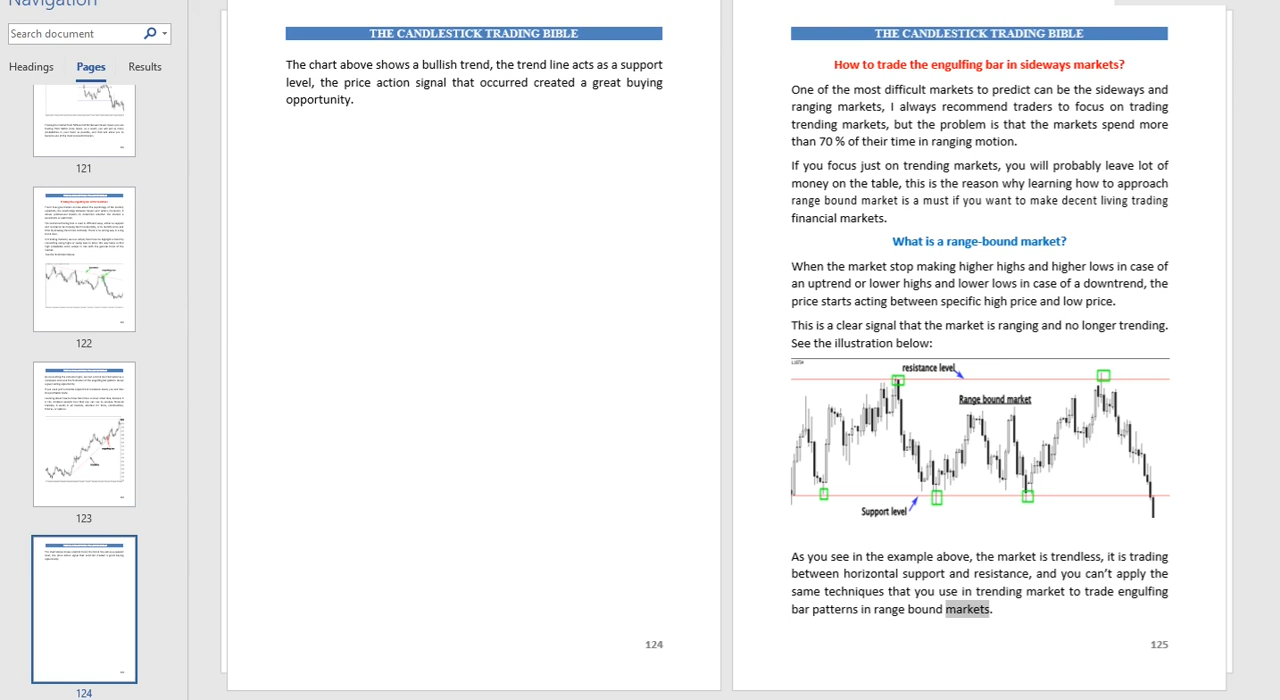 Navigation
Search document
Headings
Pages
Results
121
122
123
124
THE CANDLESTICK TRADING BIBLE
The chart above shows a bullish trend, the trend line acts as a support
level, the price action signal that occurred created a great buying
opportunity.
124
THE CANDLESTICK TRADING BIBLE
How to trade the engulfing bar in sideways markets?
One of the most difficult markets to predict can be the sideways and
ranging markets, I always recommend traders to focus on trading
trending markets, but the problem is that the markets spend more
than 70 % of their time in ranging motion.
If you focus just on trending markets, you will probably leave lot of
money on the table, this is the reason why learning how to approach
range bound market is a must if you want to make decent living trading
financial markets.
What is a range-bound market?
When the market stop making higher highs and higher lows in case of
an uptrend or lower highs and lower lows in case of a downtrend, the
price starts acting between specific high price and low price.
This is a clear signal that the market is ranging and no longer trending.
See the illustration below:
resistance level
Range bound market
Support level
As you see in the example above, the market is trendless, it is trading
between horizontal support and resistance, and you can’t apply the
same techniques that you use in trending market to trade engulfing
bar patterns in range bound markets.
125